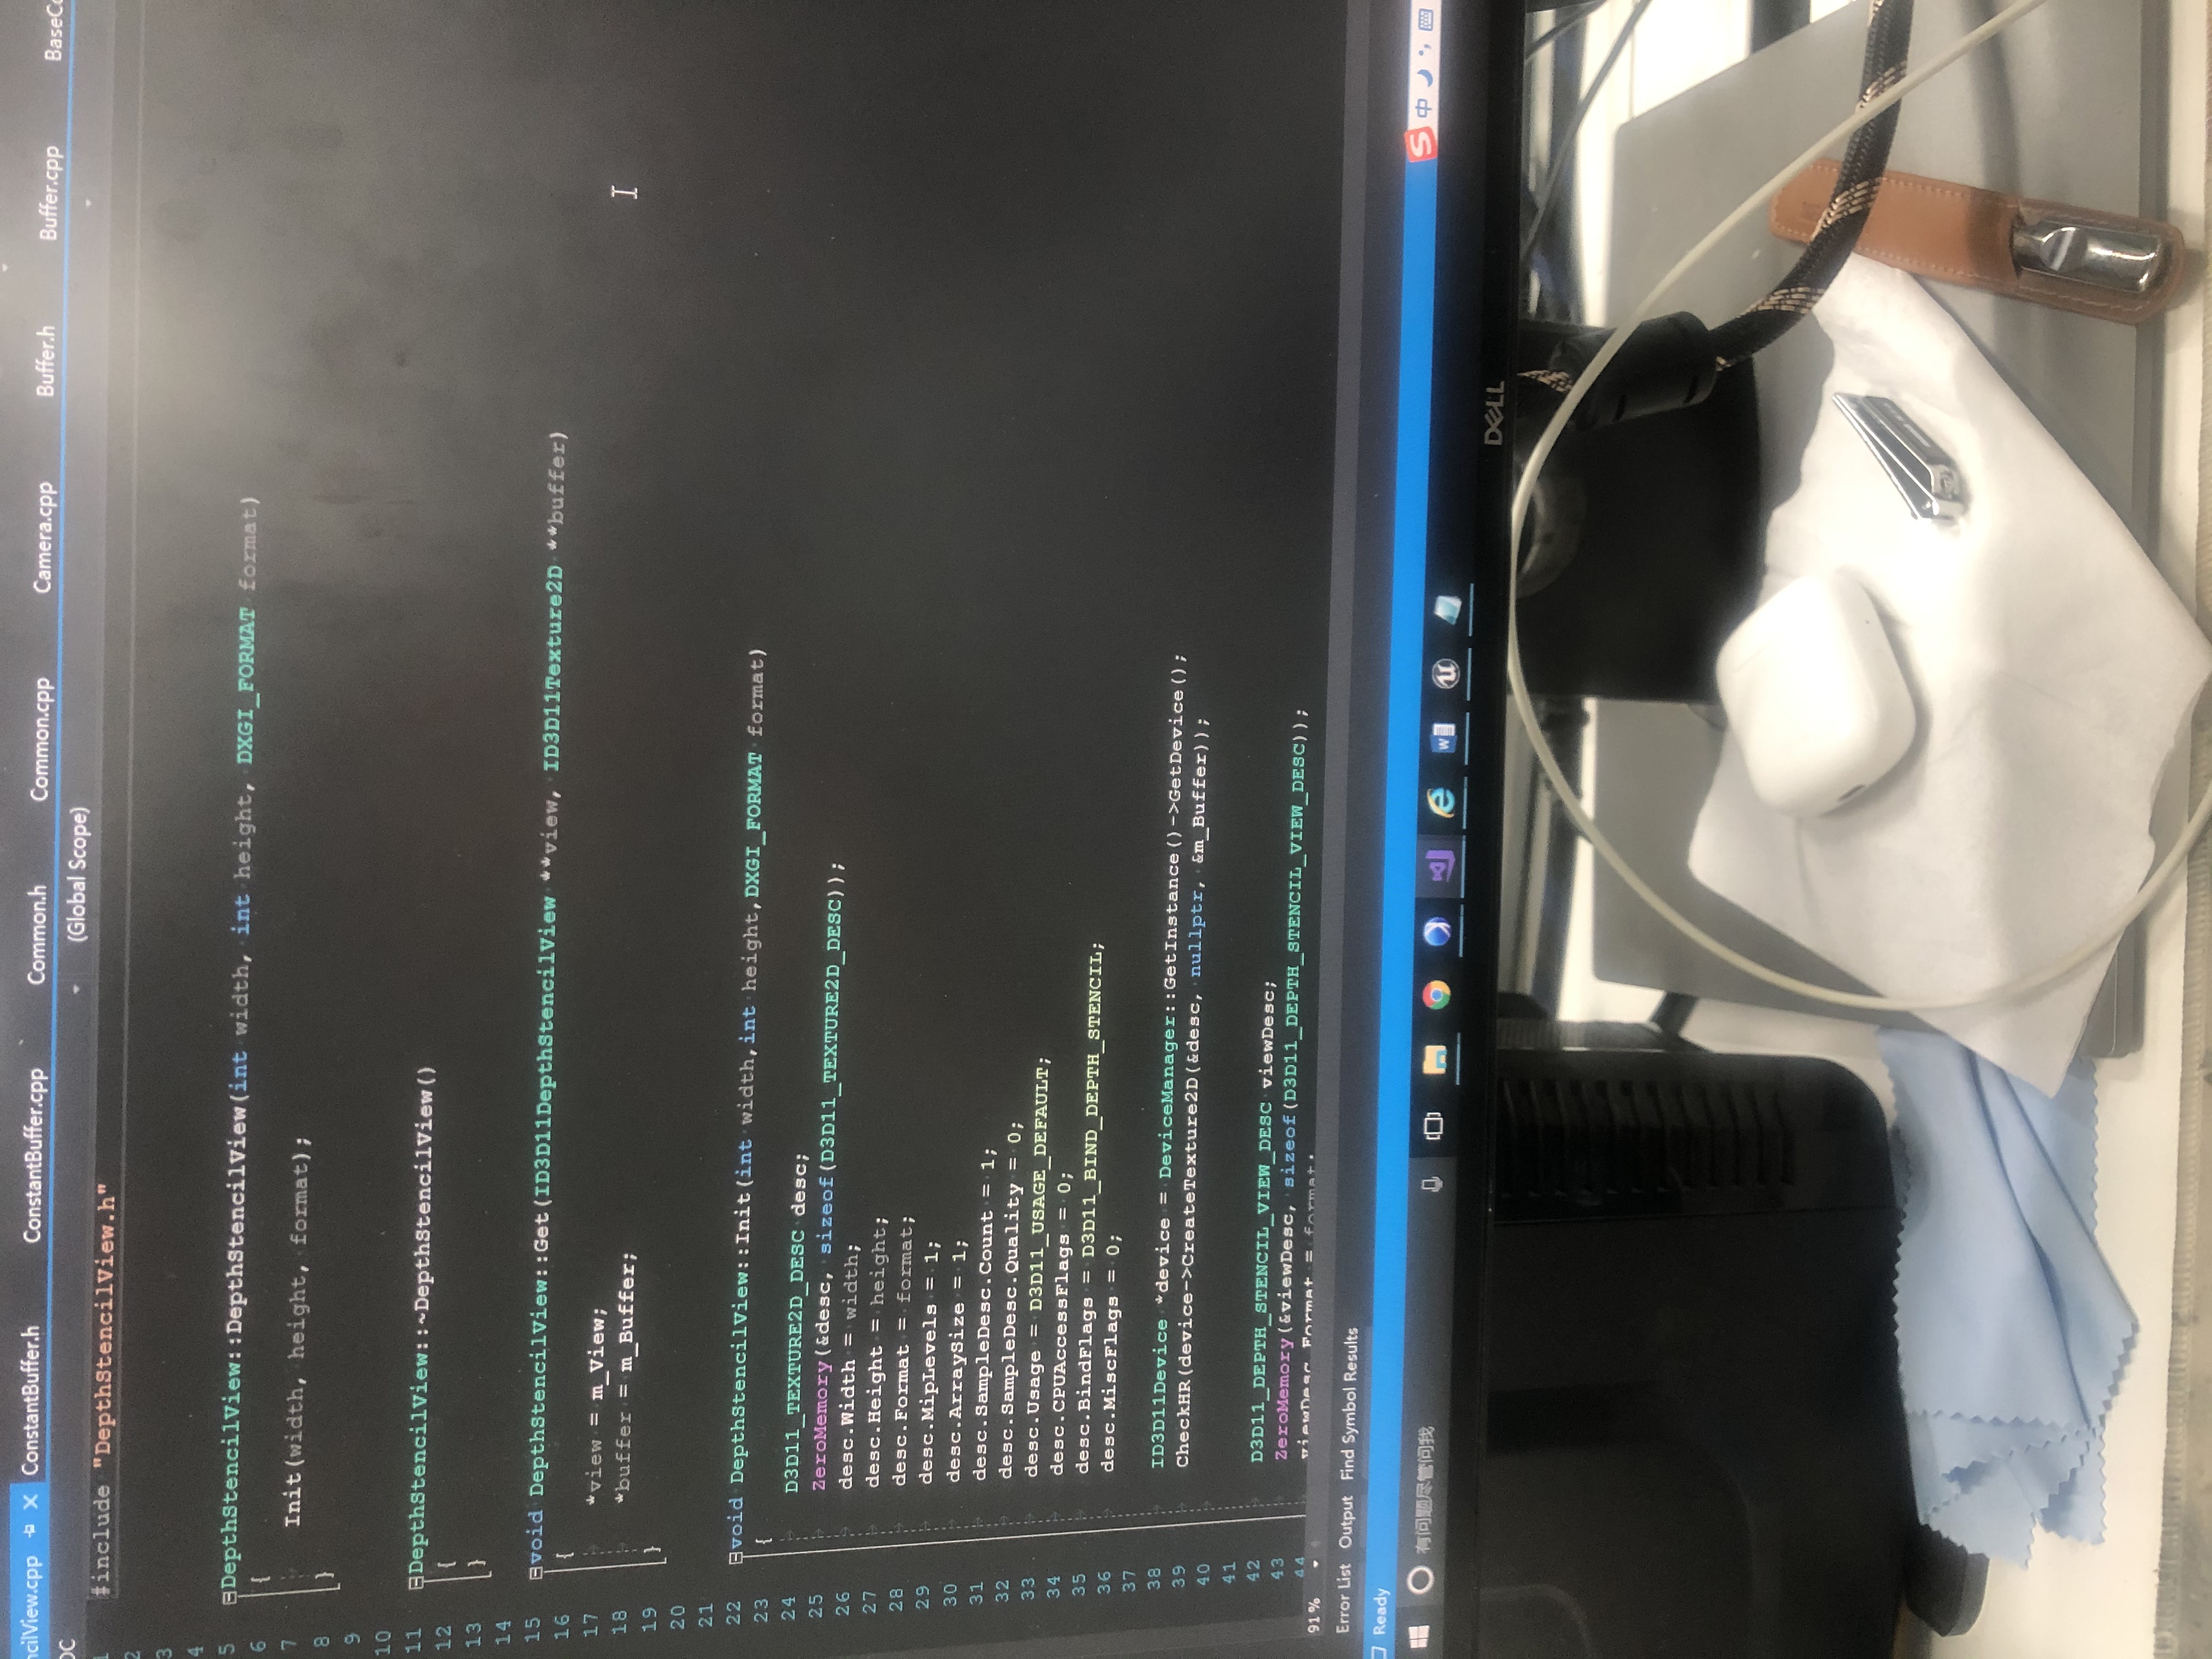 cilView.cpp ConstantBuffer.h ConstantBuffer.cpp Common.h Common.cpp Camera.cpp Buffer.h Buffer.cpp BaseCo
(Global Scope)
1 #include "DepthStencilView.h"
2
3
4
5 DepthStencilView::DepthStencilView(int width, int height, DXGI_FORMAT format)
6 {
7 Init(width, height, format);
8 }
9
10
11 DepthStencilView::~DepthStencilView()
12 {
13 }
14
15 void DepthStencilView::Get(ID3D11DepthStencilView **view, ID3D11Texture2D **buffer)
16 {
17 *view = m_View;
18 *buffer = m_Buffer;
19 }
20
21
22 void DepthStencilView::Init(int width,int height,DXGI_FORMAT format)
23 {
24 D3D11_TEXTURE2D_DESC desc;
25 ZeroMemory(&desc, sizeof(D3D11_TEXTURE2D_DESC));
26 desc.Width = width;
27 desc.Height = height;
28 desc.Format = format;
29 desc.MipLevels = 1;
30 desc.ArraySize = 1;
31 desc.SampleDesc.Count = 1;
32 desc.SampleDesc.Quality = 0;
33 desc.Usage = D3D11_USAGE_DEFAULT;
34 desc.CPUAccessFlags = 0;
35 desc.BindFlags = D3D11_BIND_DEPTH_STENCIL;
36 desc.MiscFlags = 0;
37
38 ID3D11Device *device = DeviceManager::GetInstance()->GetDevice();
39 CheckHR(device->CreateTexture2D(&desc, nullptr, &m_Buffer));
40
41
42 D3D11_DEPTH_STENCIL_VIEW_DESC viewDesc;
43 ZeroMemory(&viewDesc, sizeof(D3D11_DEPTH_STENCIL_VIEW_DESC));
44 viewDesc.Format = format;
91%
Error List Output Find Symbol Results
Ready
有问题尽管问我
中
DELL